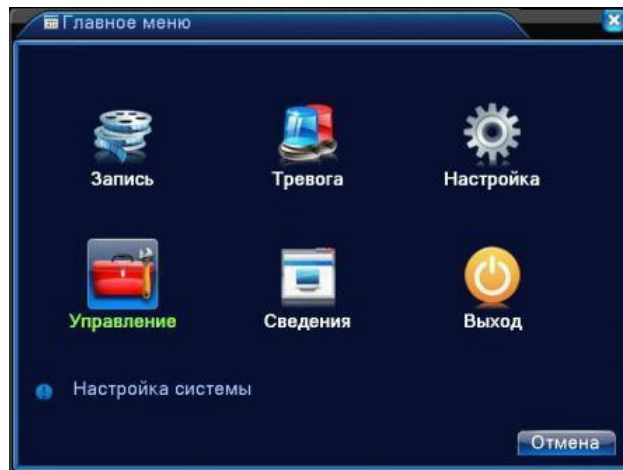 Главное меню
Запись Тревога Настройка
Управление Сведения Выход
Настройка системы
Отмена